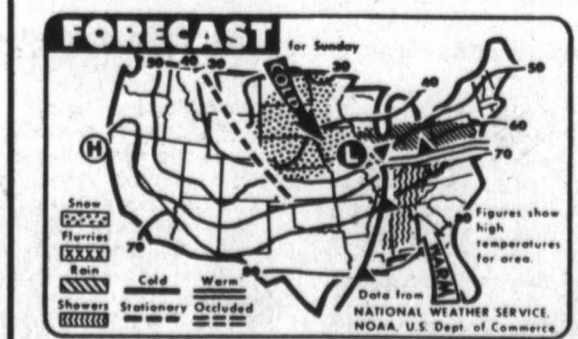 FORECAST
for Sunday
50 40 30 30
COLD
40
50
60
70
H
L
Snow
Flurries
XXXX
Rain
Showers
70
80
80
Cold Warm
Stationary Occluded
WARM
Figures show
high
temperatures
for area.
Data from
NATIONAL WEATHER SERVICE,
NOAA, U.S. Dept. of Commerce